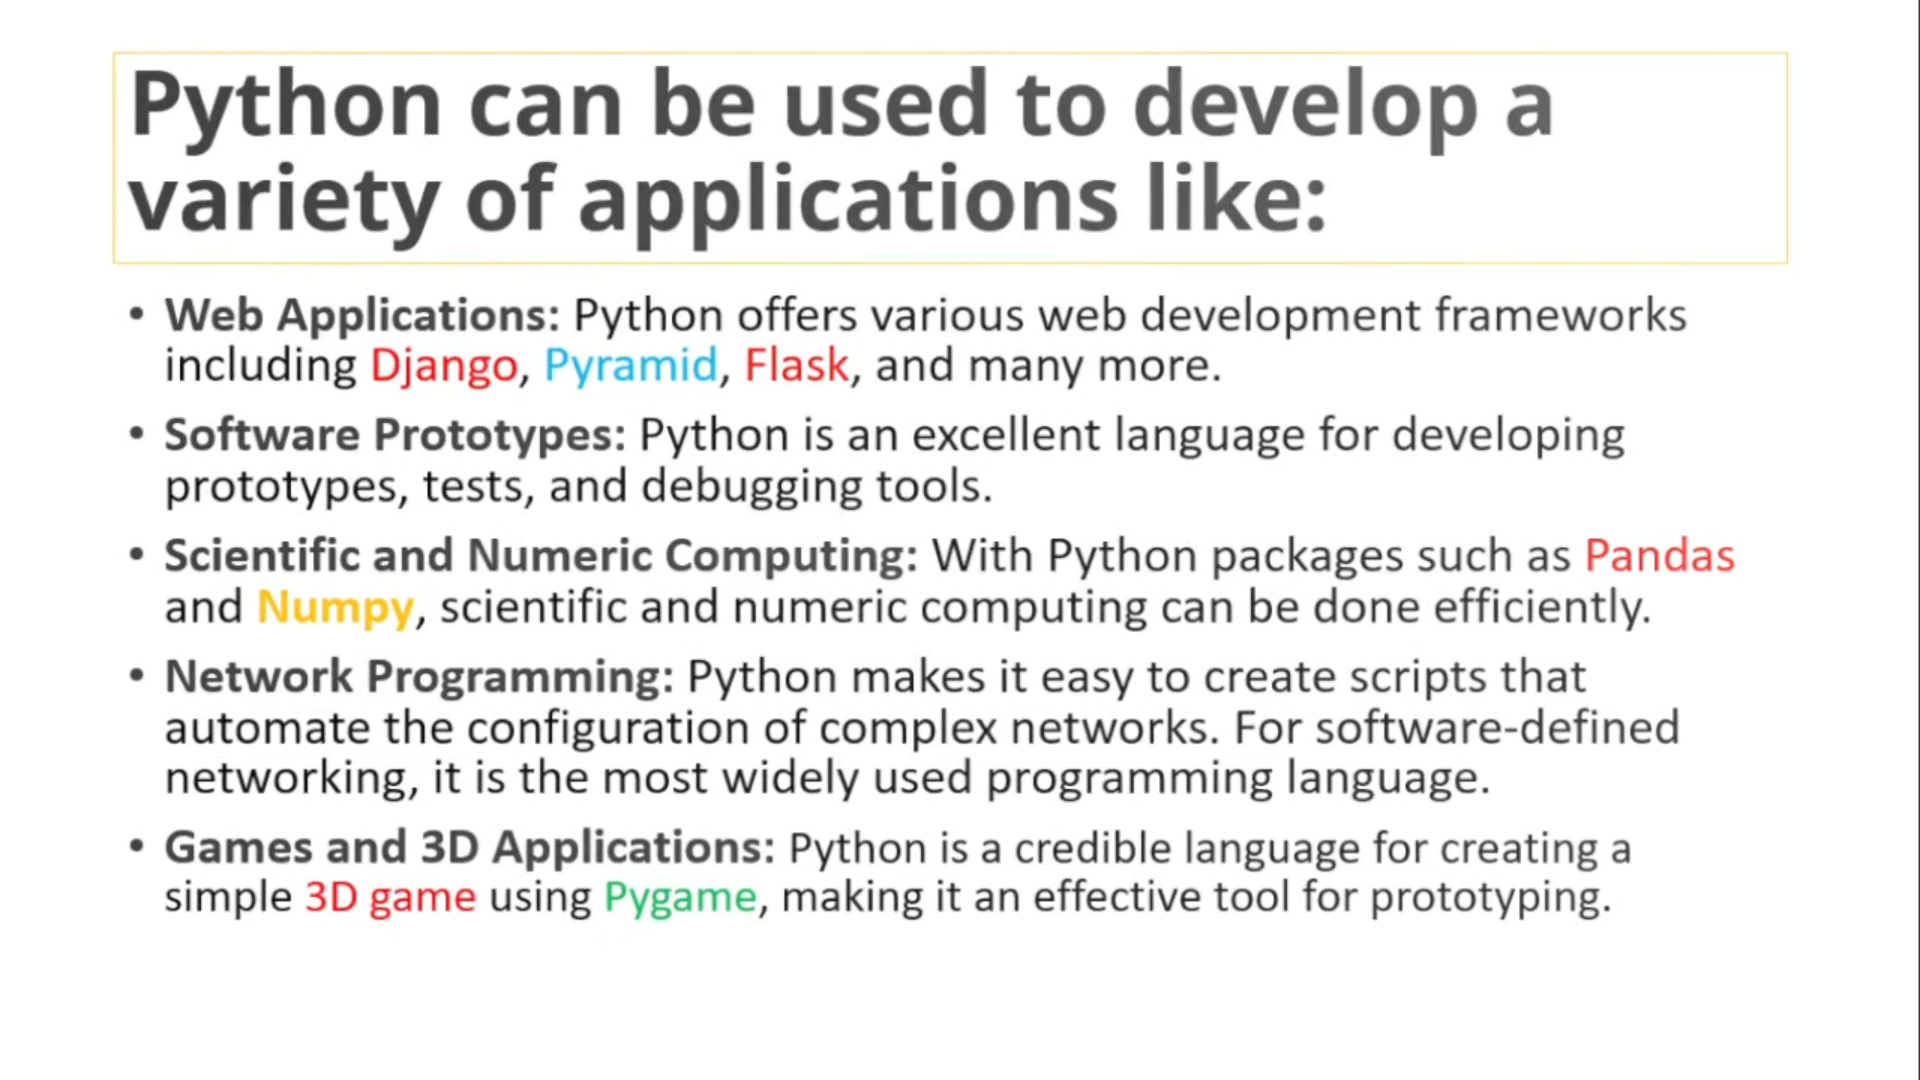 Python can be used to develop a
variety of applications like:
• Web Applications: Python offers various web development frameworks
including Django, Pyramid, Flask, and many more.
• Software Prototypes: Python is an excellent language for developing
prototypes, tests, and debugging tools.
• Scientific and Numeric Computing: With Python packages such as Pandas
and Numpy, scientific and numeric computing can be done efficiently.
• Network Programming: Python makes it easy to create scripts that
automate the configuration of complex networks. For software-defined
networking, it is the most widely used programming language.
• Games and 3D Applications: Python is a credible language for creating a
simple 3D game using Pygame, making it an effective tool for prototyping.